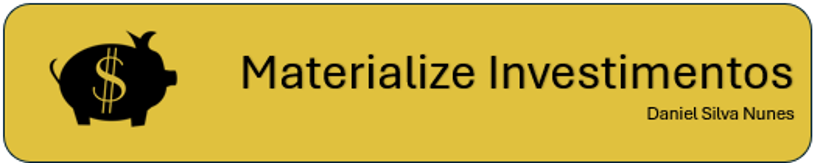 $
Materialize Investimentos
Daniel Silva Nunes